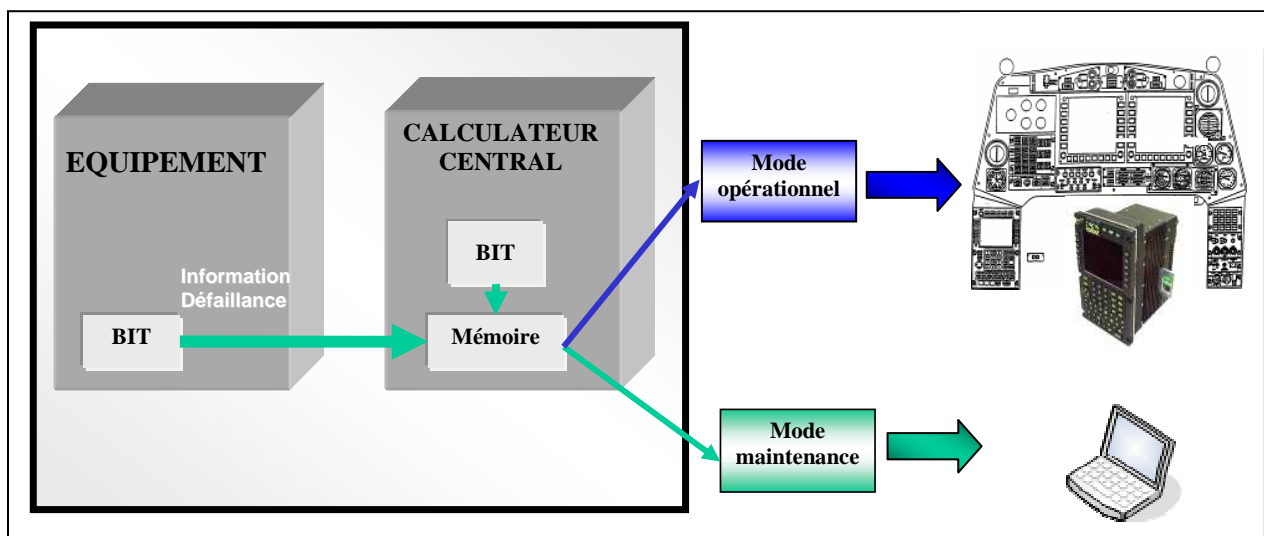 EQUIPEMENT
CALCULATEUR
CENTRAL
BIT
Information
Défaillance
BIT
Mémoire
Mode
opérationnel
Mode
maintenance